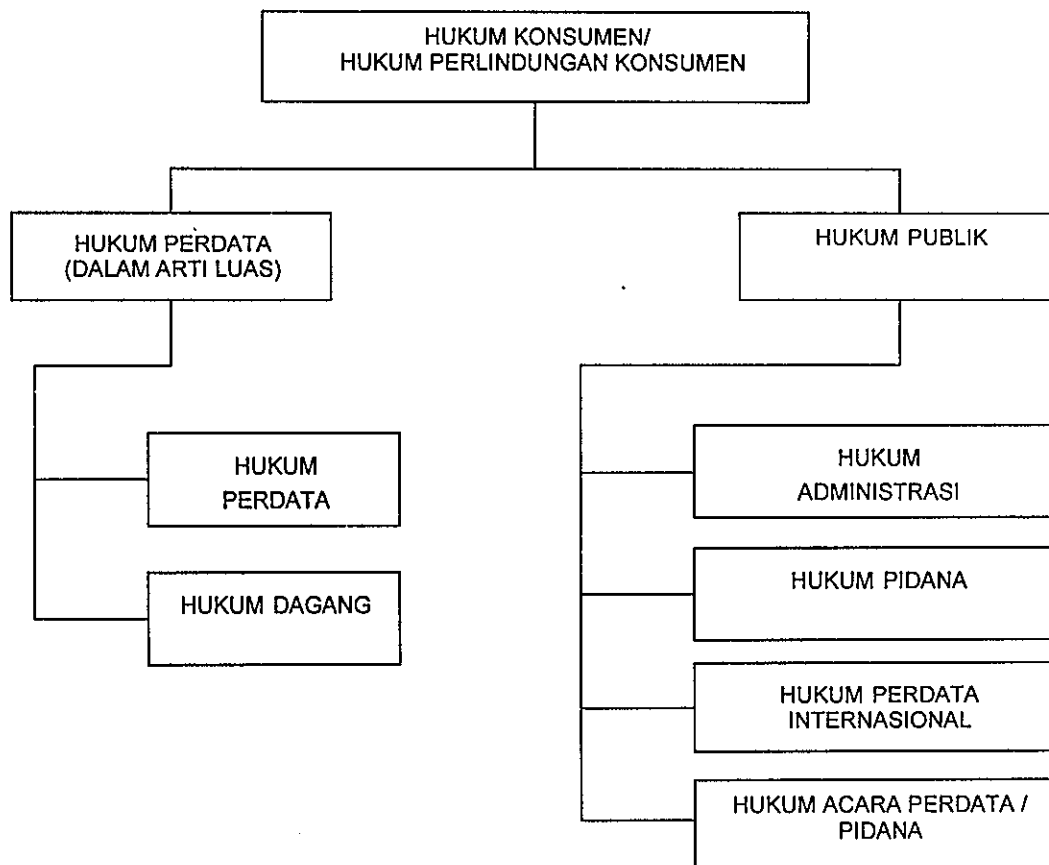 HUKUM KONSUMEN/
HUKUM PERLINDUNGAN KONSUMEN
HUKUM PERDATA
(DALAM ARTI LUAS)
HUKUM PUBLIK
HUKUM
PERDATA
HUKUM DAGANG
HUKUM
ADMINISTRASI
HUKUM PIDANA
HUKUM PERDATA
INTERNASIONAL
HUKUM ACARA PERDATA /
PIDANA